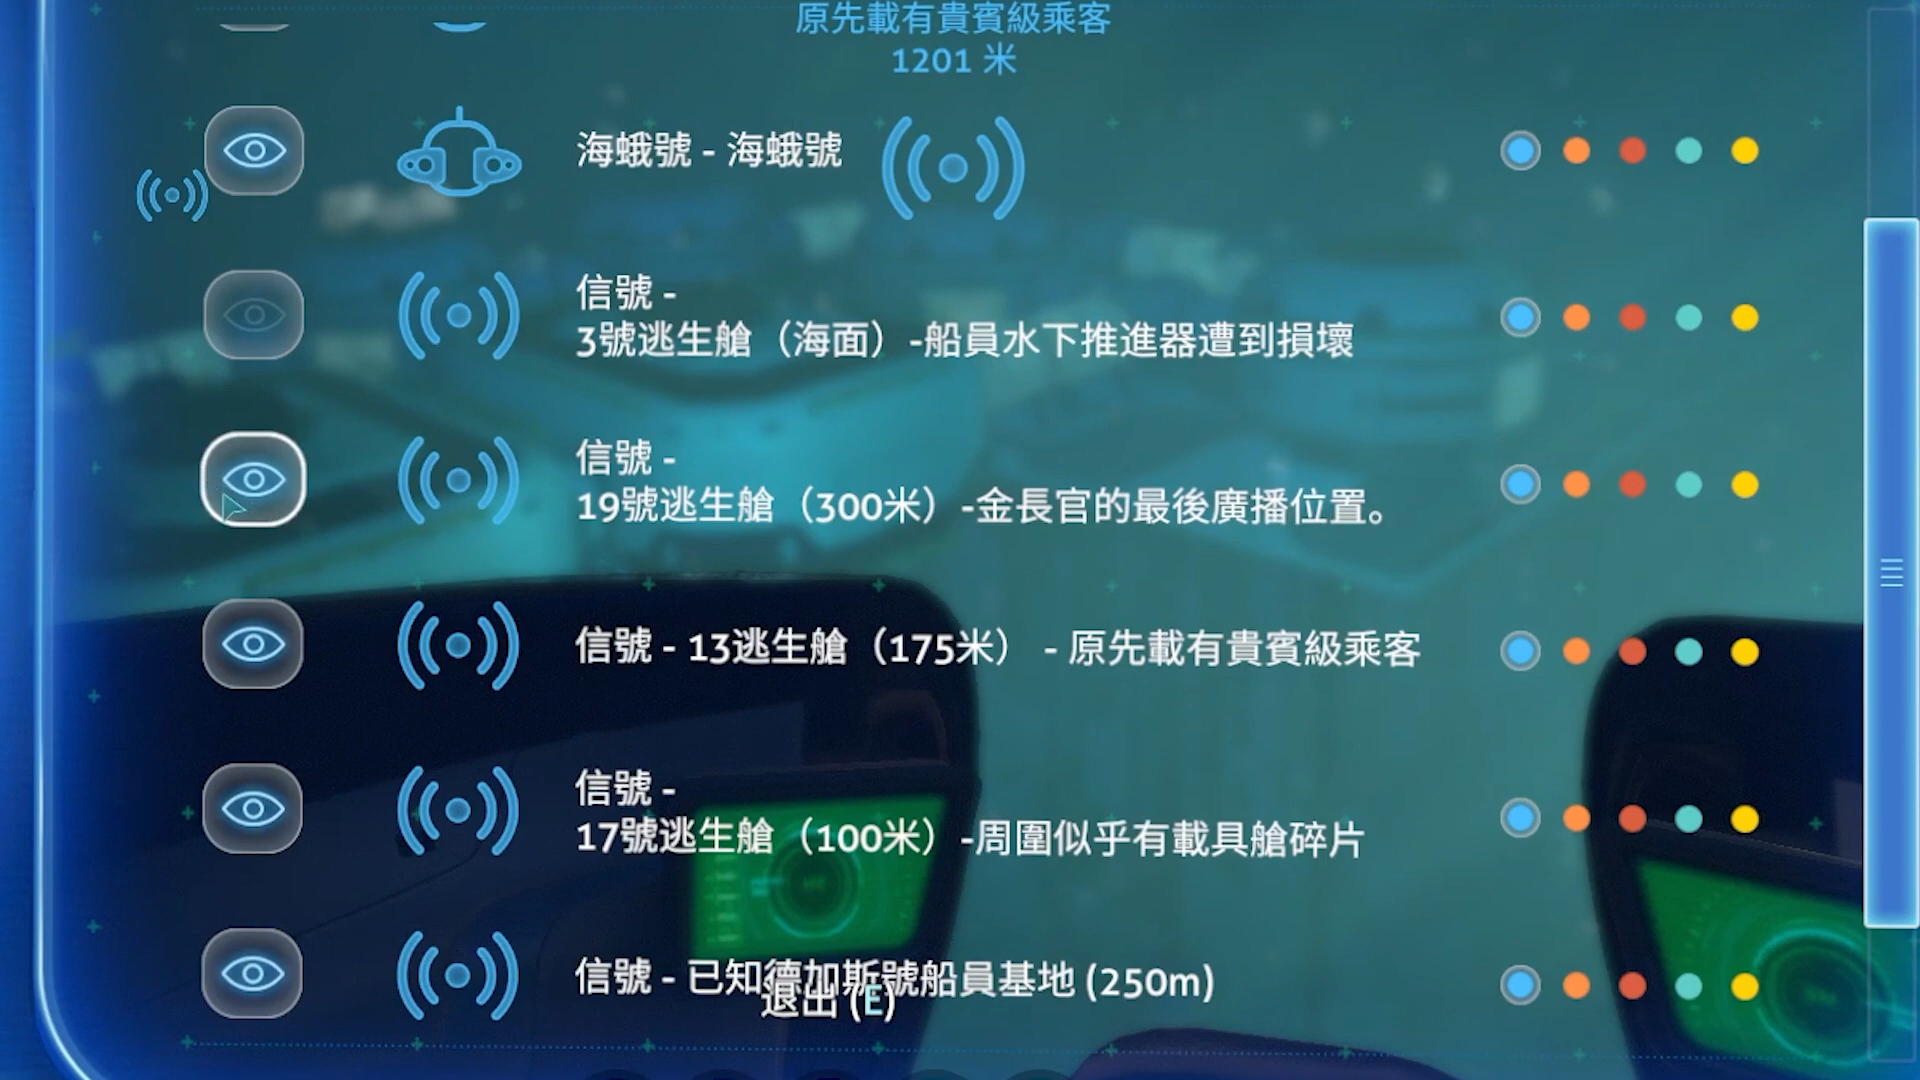 原先載有貴賓級乘客
1201 米
海蛾號 - 海蛾號
信號 -
3號逃生艙（海面）-船員水下推進器遭到損壞
信號 -
19號逃生艙（300米）-金長官的最後廣播位置。
信號 - 13逃生艙（175米） - 原先載有貴賓級乘客
信號 -
17號逃生艙（100米）-周圍似乎有載具艙碎片
信號 - 已知德加斯號船員基地 (250m)
退出 (E)